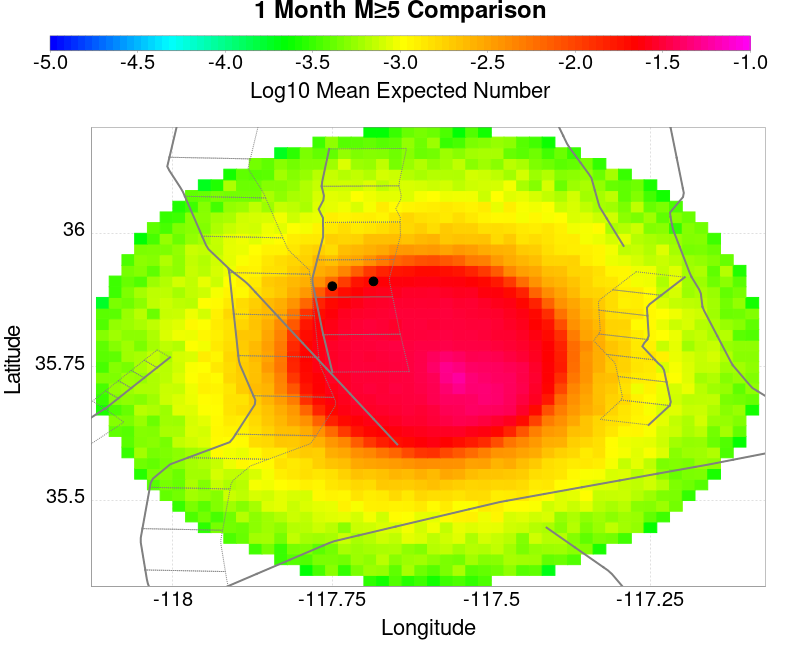 1 Month M≥5 Comparison
-5.0 -4.5 -4.0 -3.5 -3.0 -2.5 -2.0 -1.5 -1.0
Log10 Mean Expected Number
36
35.75
35.5
Latitude
-118 -117.75 -117.5 -117.25
Longitude